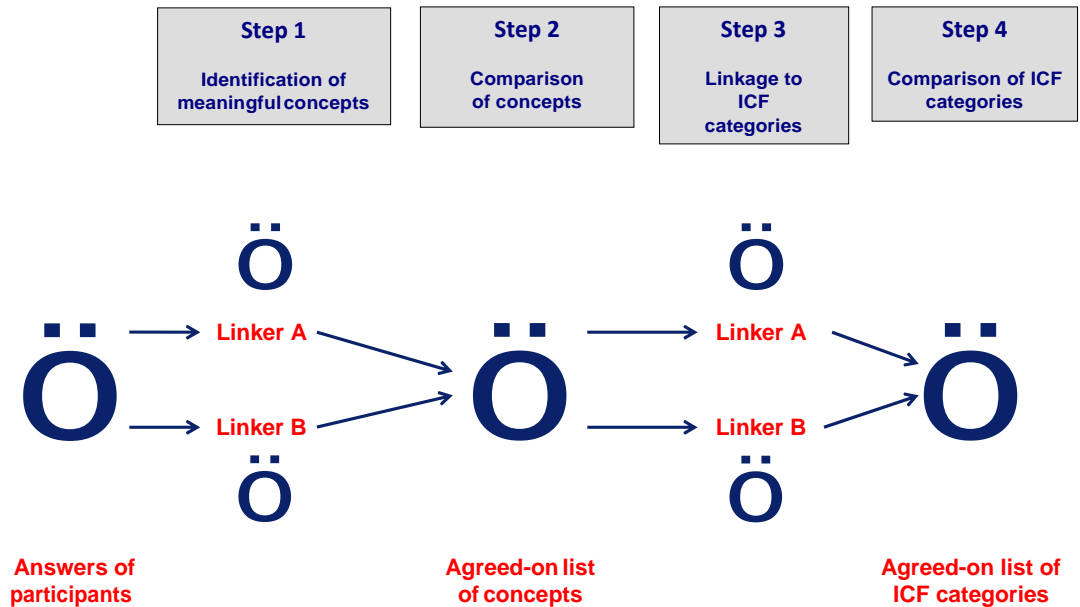 Step 1
Identification of
meaningful concepts
Step 2
Comparison
of concepts
Step 3
Linkage to
ICF
categories
Step 4
Comparison of ICF
categories
ö
ö
Linker A
Linker A
ö
ö
ö
Linker B
Linker B
ö
ö
Answers of
participants
Agreed-on list
of concepts
Agreed-on list of
ICF categories